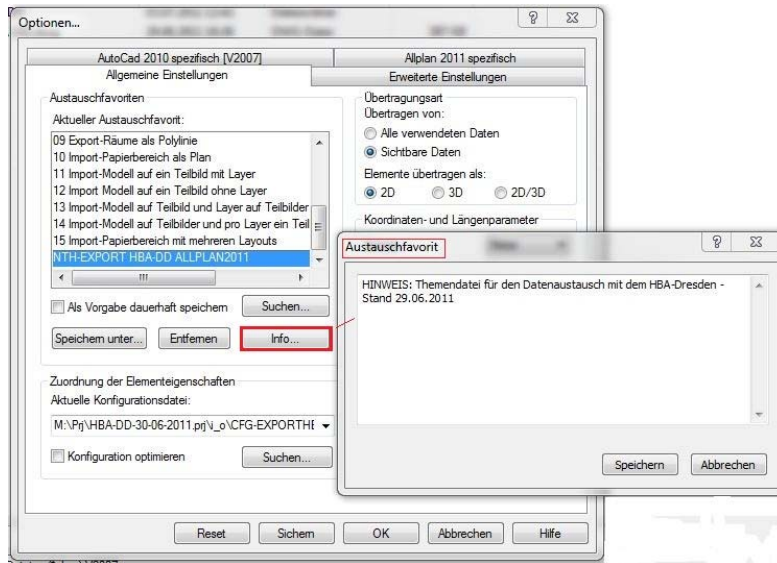 Optionen...
AutoCad 2010 spezifisch [V2007]
Allplan 2011 spezifisch
Allgemeine Einstellungen
Erweiterte Einstellungen
Austauschfavoriten
Aktueller Austauschfavorit:
09 Export-Räume als Polylinie
10 Import-Papierbereich als Plan
11 Import-Modell auf ein Teilbild mit Layer
12 Import-Modell auf ein Teilbild ohne Layer
13 Import-Modell auf Teilbild und Layer auf Teilbilder
14 Import-Modell auf Teilbilder und pro Layer ein Teil
15 Import-Papierbereich mit mehreren Layouts
NTH-EXPORT HBA-DD ALLPLAN2011
Als Vorgabe dauerhaft speichern
Suchen...
Speichern unter...
Entfernen
Info...
Zuordnung der Elementeigenschaften
Aktuelle Konfigurationsdatei:
M:\Prj\HBA-DD-30-06-2011.prj\i_o\CFG-EXPORTHE
Konfiguration optimieren
Suchen...
Übertragungsart
Übertragen von:
Alle verwendeten Daten
Sichtbare Daten
Elemente übertragen als:
2D 3D 2D/3D
Koordinaten- und Längenparameter
Austauschfavorit
HINWEIS: Themendatei für den Datenaustausch mit dem HBA-Dresden -
Stand 29.06.2011
Speichern
Abbrechen
Reset
Sichern
OK
Abbrechen
Hilfe